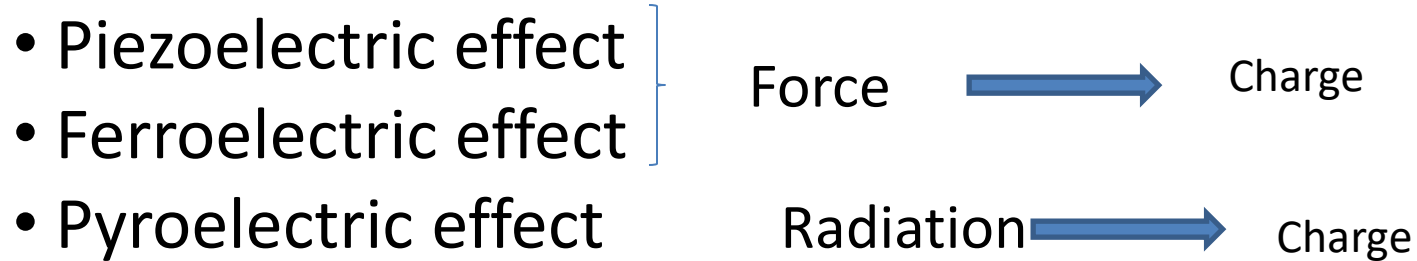 • Piezoelectric effect
• Ferroelectric effect
Force
Charge
• Pyroelectric effect
Radiation
Charge